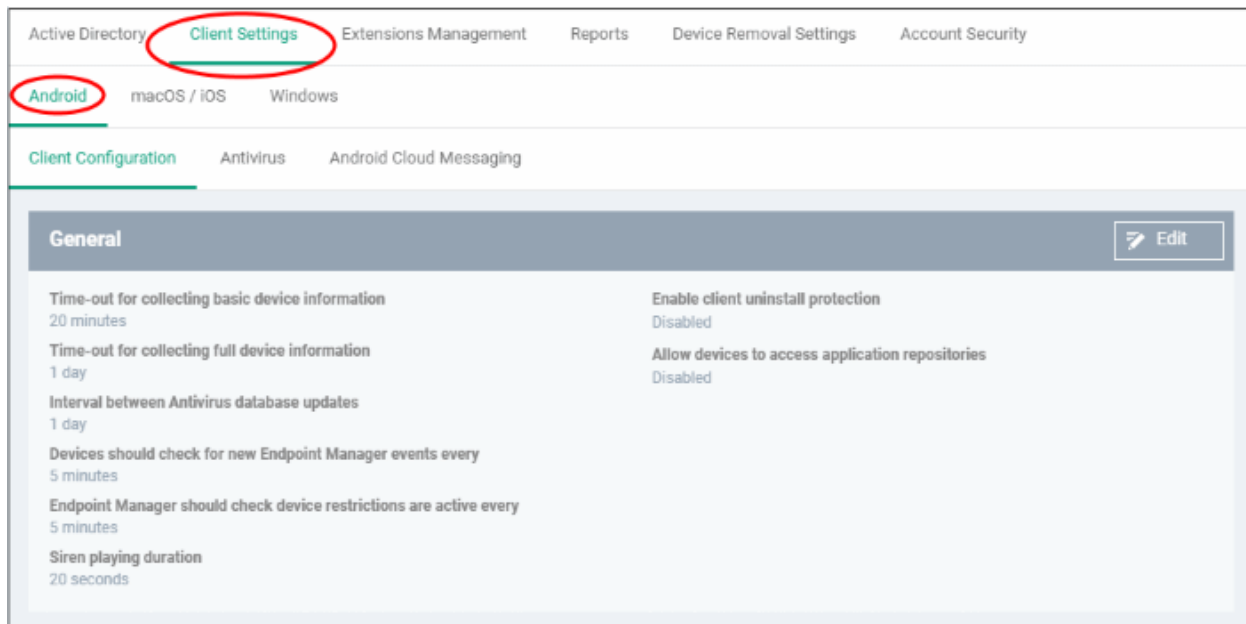 Active Directory Client Settings Extensions Management Reports Device Removal Settings Account Security
Android macOS / iOS Windows
Client Configuration Antivirus Android Cloud Messaging
General Edit
Time-out for collecting basic device information
20 minutes
Time-out for collecting full device information
1 day
Interval between Antivirus database updates
1 day
Devices should check for new Endpoint Manager events every
5 minutes
Endpoint Manager should check device restrictions are active every
5 minutes
Siren playing duration
20 seconds
Enable client uninstall protection
Disabled
Allow devices to access application repositories
Disabled